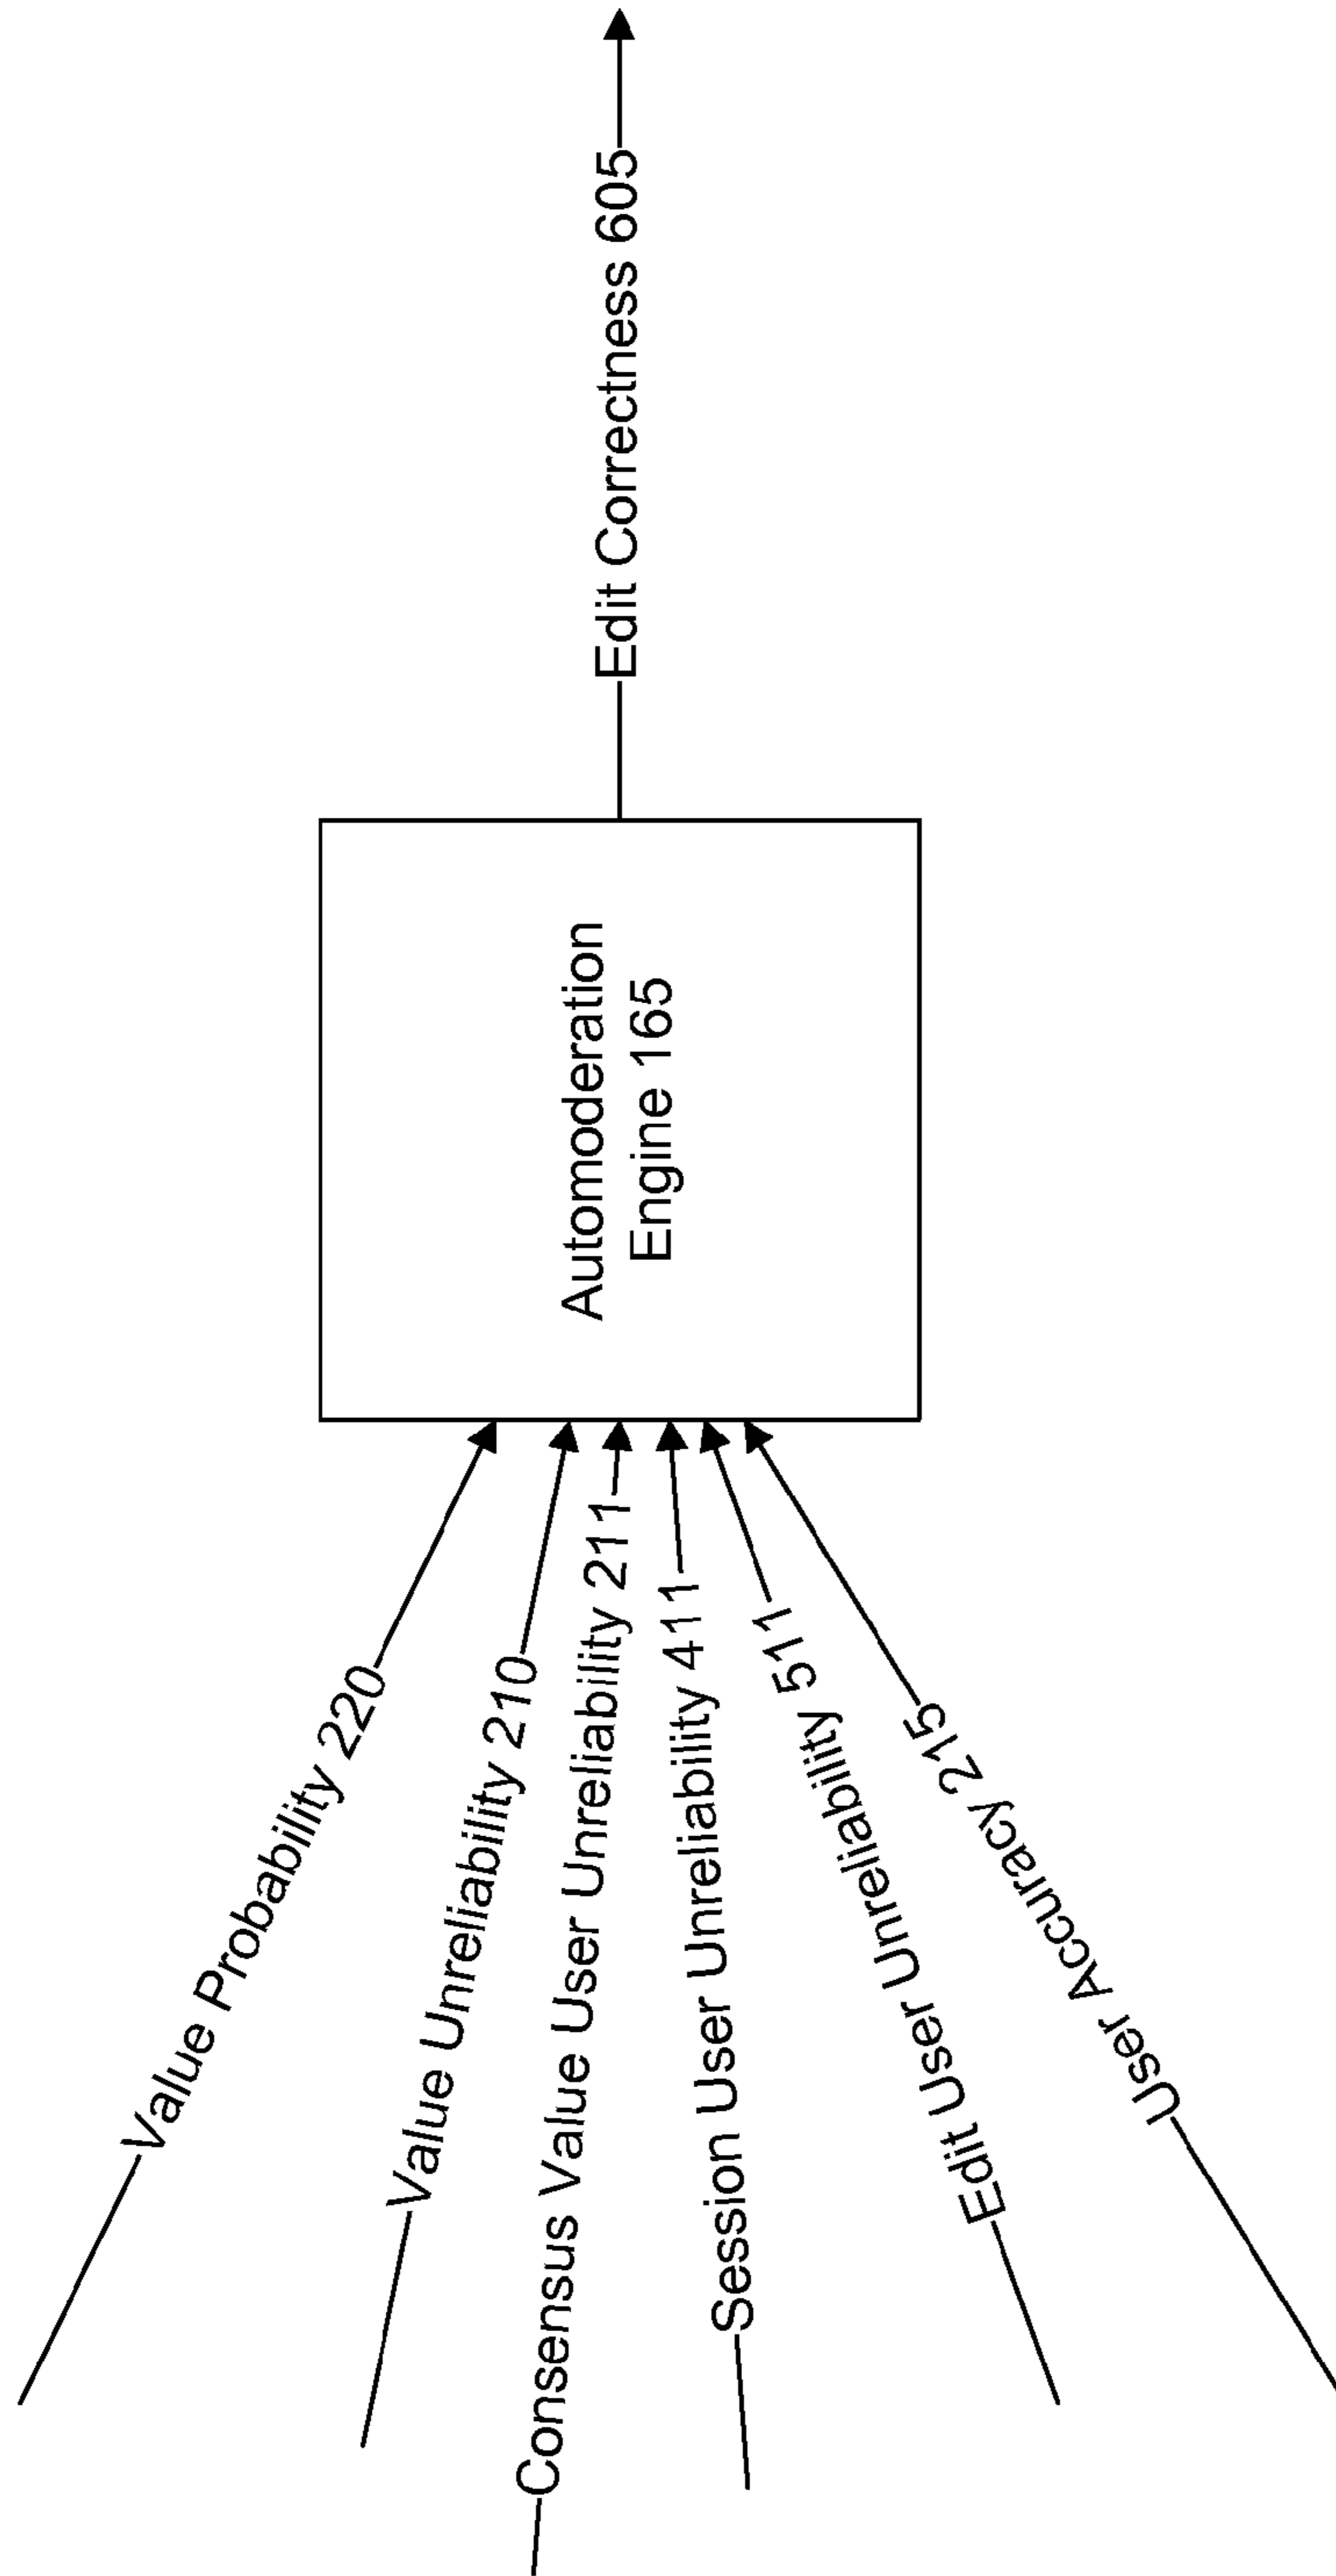 Value Probability 220
Value Unreliability 210
Consensus Value User Unreliability 211
Session User Unreliability 411
Edit User Unreliability 511
User Accuracy 215
Automoderation
Engine 165
Edit Correctness 605